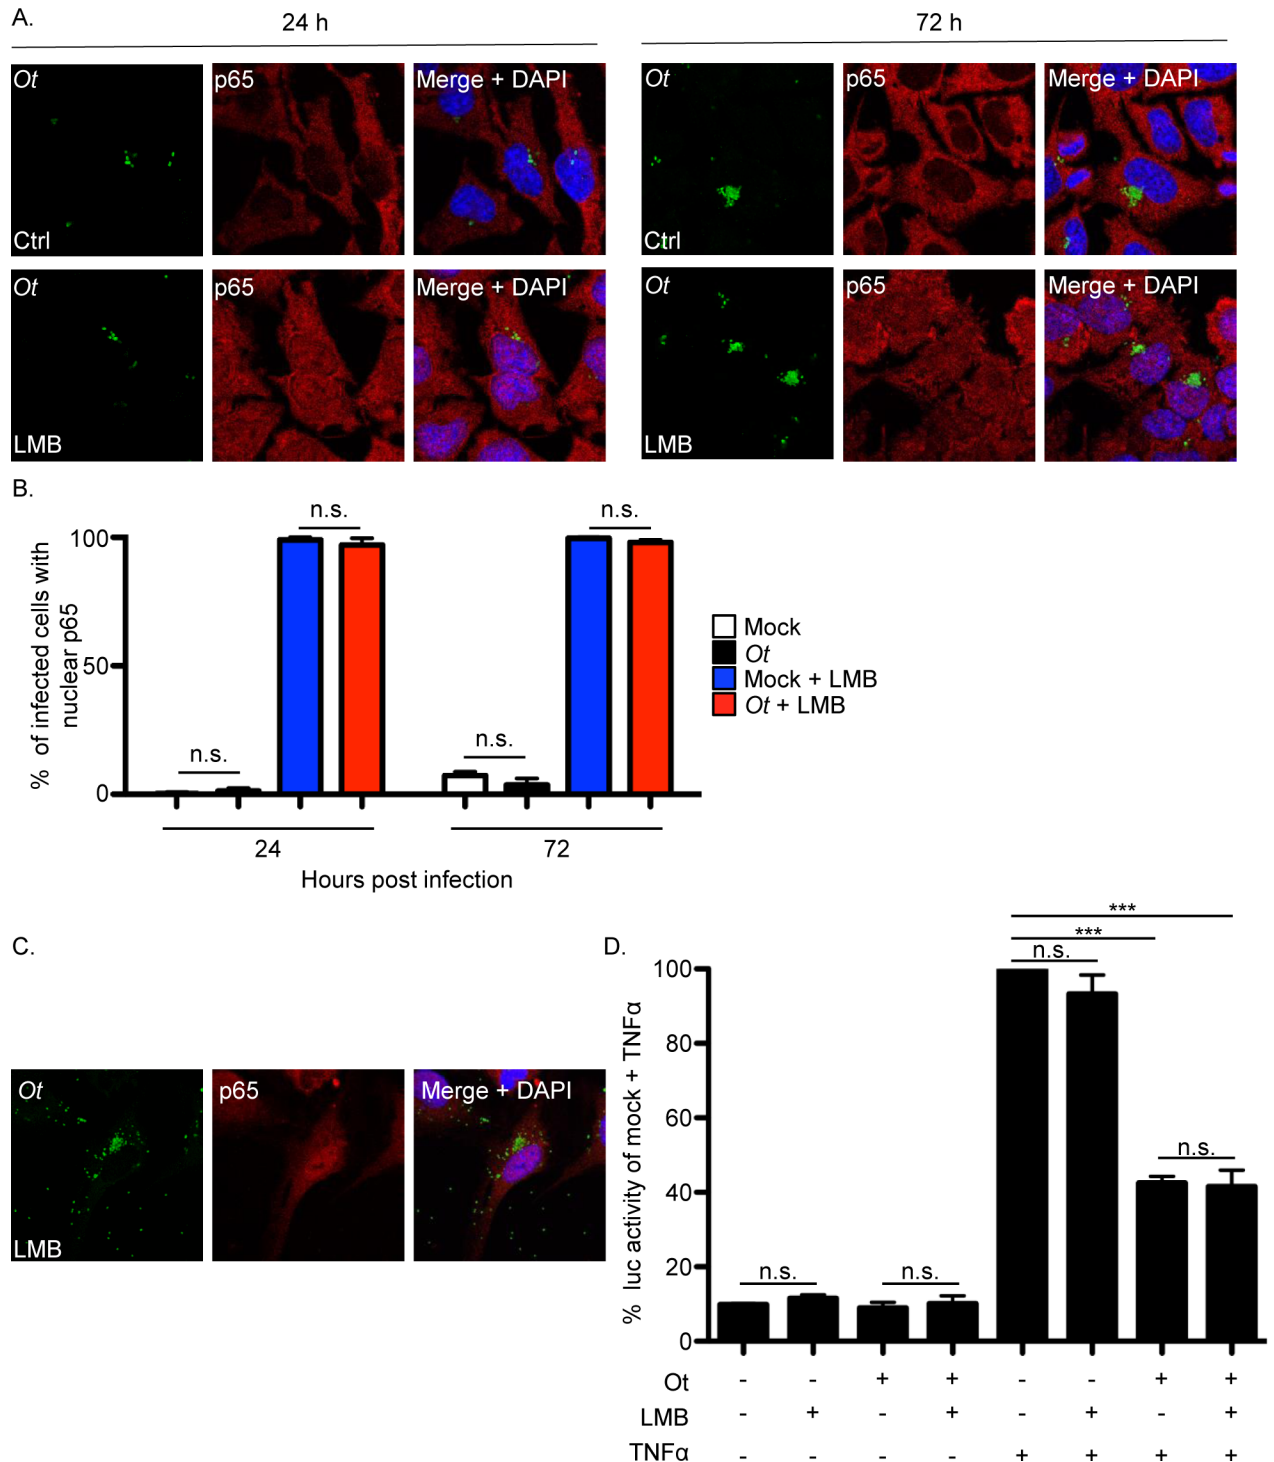 A.
24 h
72 h
Ot
p65
Merge + DAPI
Ot
p65
Merge + DAPI
Ctrl
Ctrl
Ot
p65
Merge + DAPI
Ot
p65
Merge + DAPI
LMB
LMB
B.
% of infected cells with
nuclear p65
100
50
0
n.s.
n.s.
n.s.
n.s.
24
72
Hours post infection
Mock
Ot
Mock + LMB
Ot + LMB
C.
Ot
p65
Merge + DAPI
LMB
D.
% luc activity of mock + TNFα
100
80
60
40
20
0
***
***
n.s.
n.s.
n.s.
n.s.
Ot - - + + - - + +
LMB - + - + - + - +
TNFα - - - - + + + +